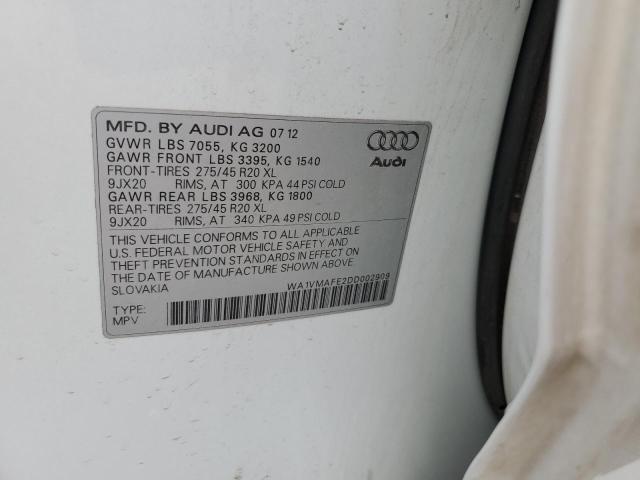 MFD. BY AUDI AG 07 12
GVWR LBS 7055, KG 3200
GAWR FRONT LBS 3395, KG 1540
FRONT-TIRES 275/45 R20 XL
9JX20 RIMS, AT 300 KPA 44 PSI COLD
GAWR REAR LBS 3968, KG 1800
REAR-TIRES 275/45 R20 XL
9JX20 RIMS, AT 340 KPA 49 PSI COLD
Audi
THIS VEHICLE CONFORMS TO ALL APPLICABLE
U.S. FEDERAL MOTOR VEHICLE SAFETY AND
THEFT PREVENTION STANDARDS IN EFFECT ON
THE DATE OF MANUFACTURE SHOWN ABOVE.
SLOVAKIA
WA1VMAFE2DD002909
TYPE:
MPV